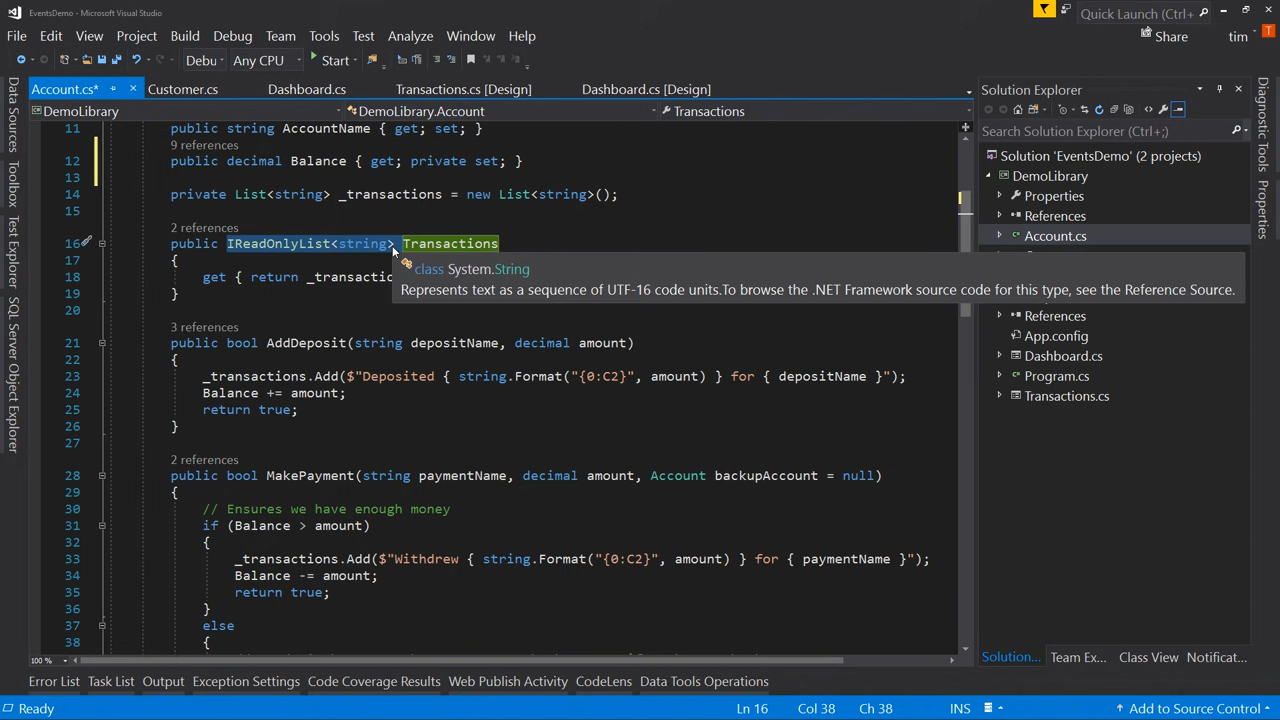 EventsDemo - Microsoft Visual Studio
Quick Launch (Ctrl+;)
File Edit View Project Build Debug Team Tools Test Analyze Window Help
Share
tim
T
Debu Any CPU Start
Account.cs* Customer.cs Dashboard.cs Transactions.cs [Design] Dashboard.cs [Design]
DemoLibrary DemoLibrary.Account Transactions
Data Sources
Toolbox
Test Explorer
SQL Server Object Explorer
11 public string AccountName { get; set; }
9 references
12 public decimal Balance { get; private set; }
13
14 private List<string> _transactions = new List<string>();
15
2 references
16 public IReadOnlyList<string> Transactions
17 {
18 get { return _transactio
19 }
20
class System.String
Represents text as a sequence of UTF-16 code units.To browse the .NET Framework source code for this type, see the Reference Source.
3 references
21 public bool AddDeposit(string depositName, decimal amount)
22 {
23 _transactions.Add($"Deposited { string.Format("{0:C2}", amount) } for { depositName }");
24 Balance += amount;
25 return true;
26 }
27
2 references
28 public bool MakePayment(string paymentName, decimal amount, Account backupAccount = null)
29 {
30 // Ensures we have enough money
31 if (Balance > amount)
32 {
33 _transactions.Add($"Withdrew { string.Format("{0:C2}", amount) } for { paymentName }");
34 Balance -= amount;
35 return true;
36 }
37 else
38 {
100 %
Solution Explorer
Search Solution Explorer (Ctrl+;)
Solution 'EventsDemo' (2 projects)
DemoLibrary
Properties
References
Account.cs
References
App.config
Dashboard.cs
Program.cs
Transactions.cs
Solution... Team Ex... Class View Notificat...
Diagnostic Tools
Properties
Error List Task List Output Exception Settings Code Coverage Results Web Publish Activity CodeLens Data Tools Operations
Ready Ln 16 Col 38 Ch 38 INS Add to Source Control